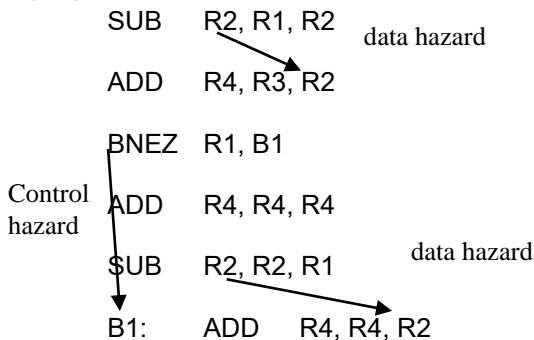 SUB R2, R1, R2
data hazard
ADD R4, R3, R2
BNEZ R1, B1
Control
hazard
ADD R4, R4, R4
SUB R2, R2, R1
data hazard
B1: ADD R4, R4, R2